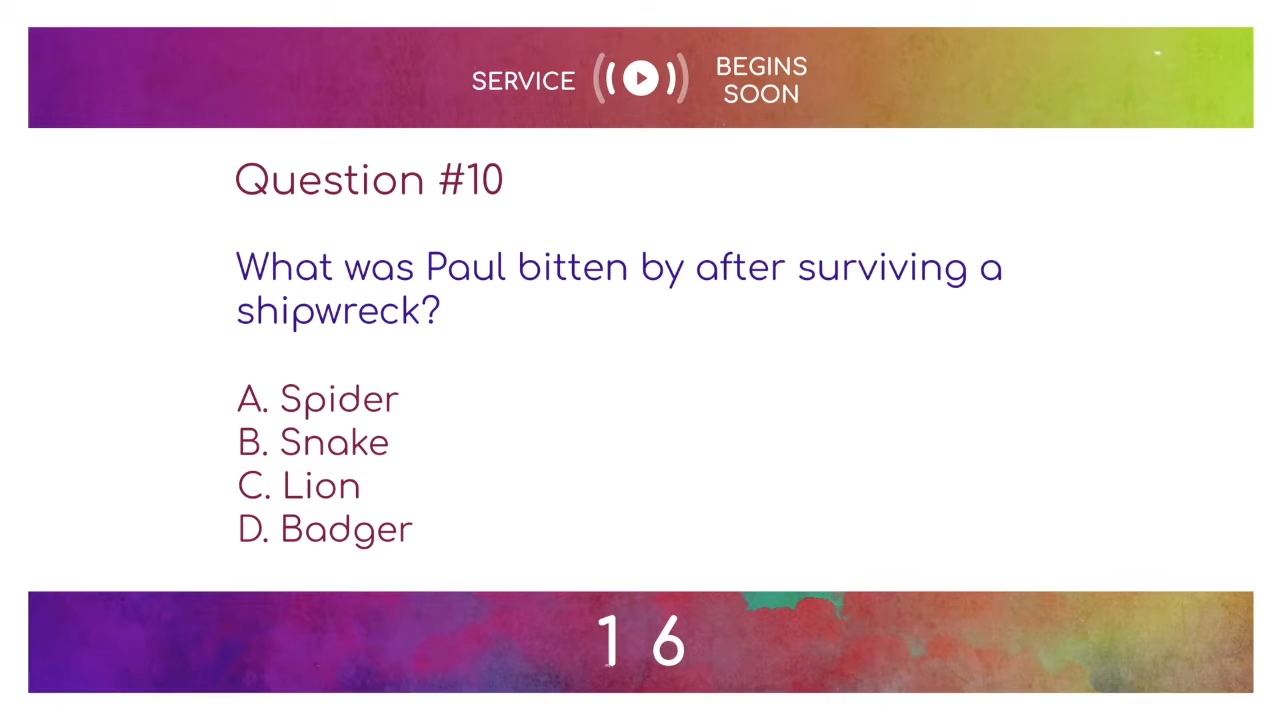 SERVICE
BEGINS
SOON
Question #10
What was Paul bitten by after surviving a
shipwreck?
A. Spider
B. Snake
C. Lion
D. Badger
1 6